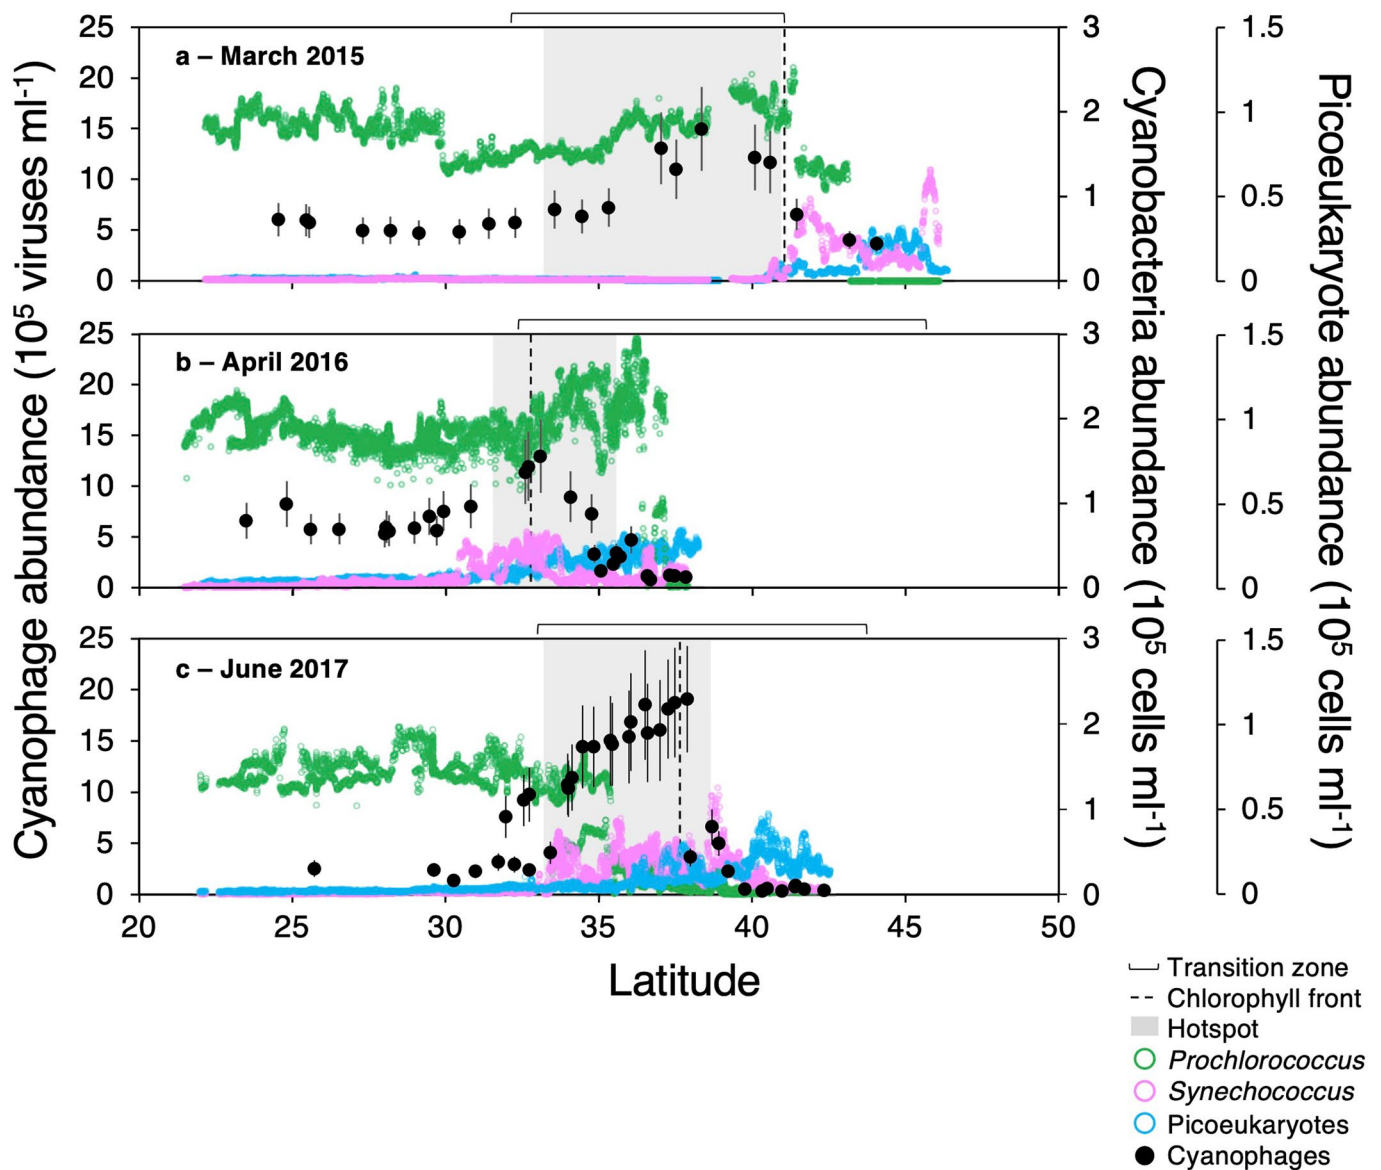 a – March 2015
25
20
15
10
5
0
3
2
1
0
1.5
1
0.5
0
b – April 2016
25
20
15
10
5
0
3
2
1
0
1.5
1
0.5
0
c – June 2017
25
20
15
10
5
0
3
2
1
0
1.5
1
0.5
0
20 25 30 35 40 45 50
Latitude
Cyanophage abundance (10⁵ viruses ml⁻¹)
Cyanobacteria abundance (10⁵ cells ml⁻¹)
Picoeukaryote abundance (10⁵ cells ml⁻¹)
Transition zone
Chlorophyll front
Hotspot
Prochlorococcus
Synechococcus
Picoeukaryotes
Cyanophages